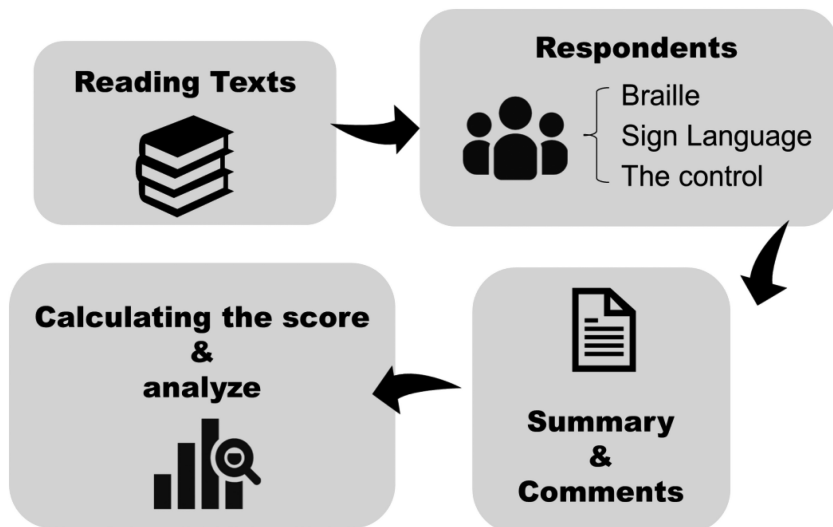 Reading Texts
Respondents
Braille
Sign Language
The control
Summary
&
Comments
Calculating the score
&
analyze